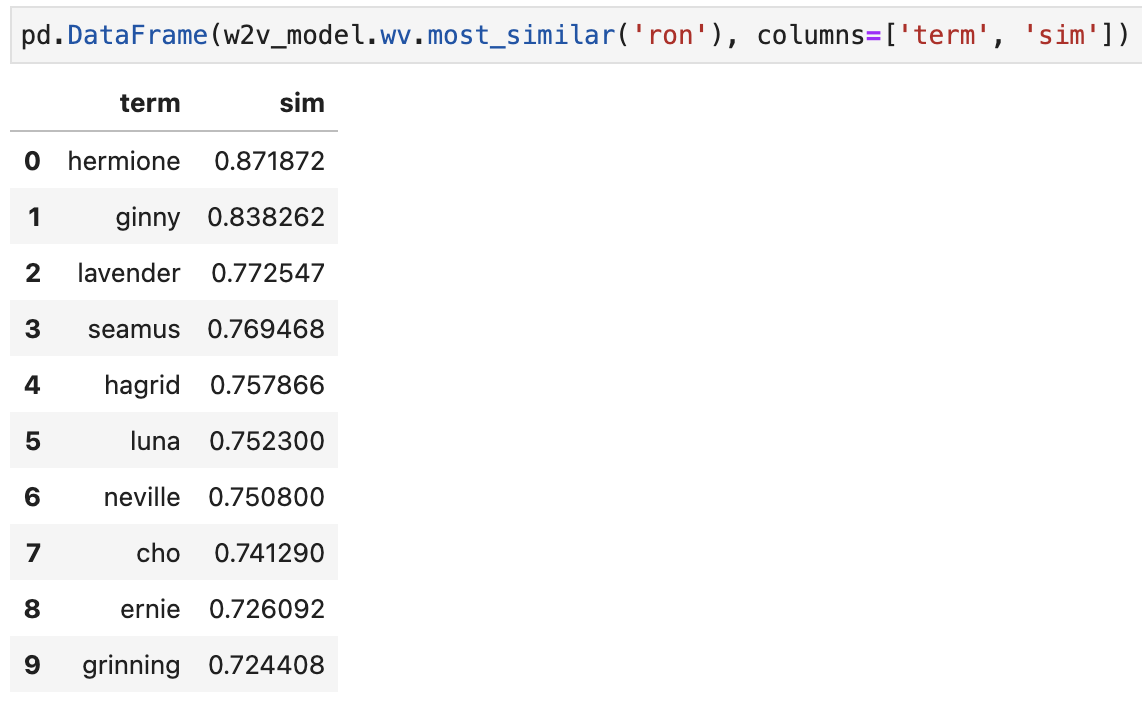 pd.DataFrame(w2v_model.wv.most_similar('ron'), columns=['term', 'sim'])
term sim
0 hermione 0.871872
1 ginny 0.838262
2 lavender 0.772547
3 seamus 0.769468
4 hagrid 0.757866
5 luna 0.752300
6 neville 0.750800
7 cho 0.741290
8 ernie 0.726092
9 grinning 0.724408